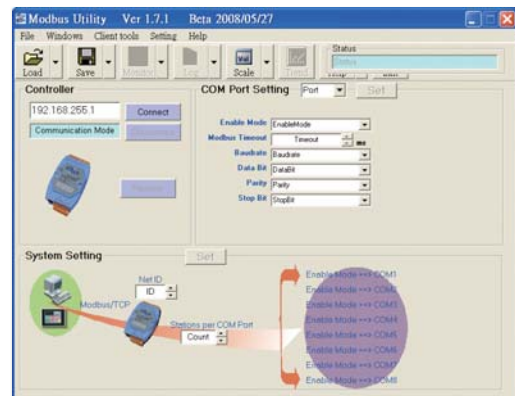 Modbus Utility Ver 1.7.1 Beta 2008/05/27
File Windows Client tools Setting Help
Load Save Monitor Log Scale Trend
Status
Status
Controller
192.168.255.1 Connect
Communication Mode
COM Port Setting Port Set
Enable Mode EnableMode
Modbus Timeout Timeout ms
Baudrate Baudrate
Data Bit DataBit
Parity Parity
Stop Bit StopBit
System Setting Set
Net ID
ID
Modbus/TCP
Stations per COM Port
Count
Enable Mode --> COM1
Enable Mode --> COM2
Enable Mode --> COM3
Enable Mode --> COM4
Enable Mode --> COM5
Enable Mode --> COM6
Enable Mode --> COM7
Enable Mode --> COM8